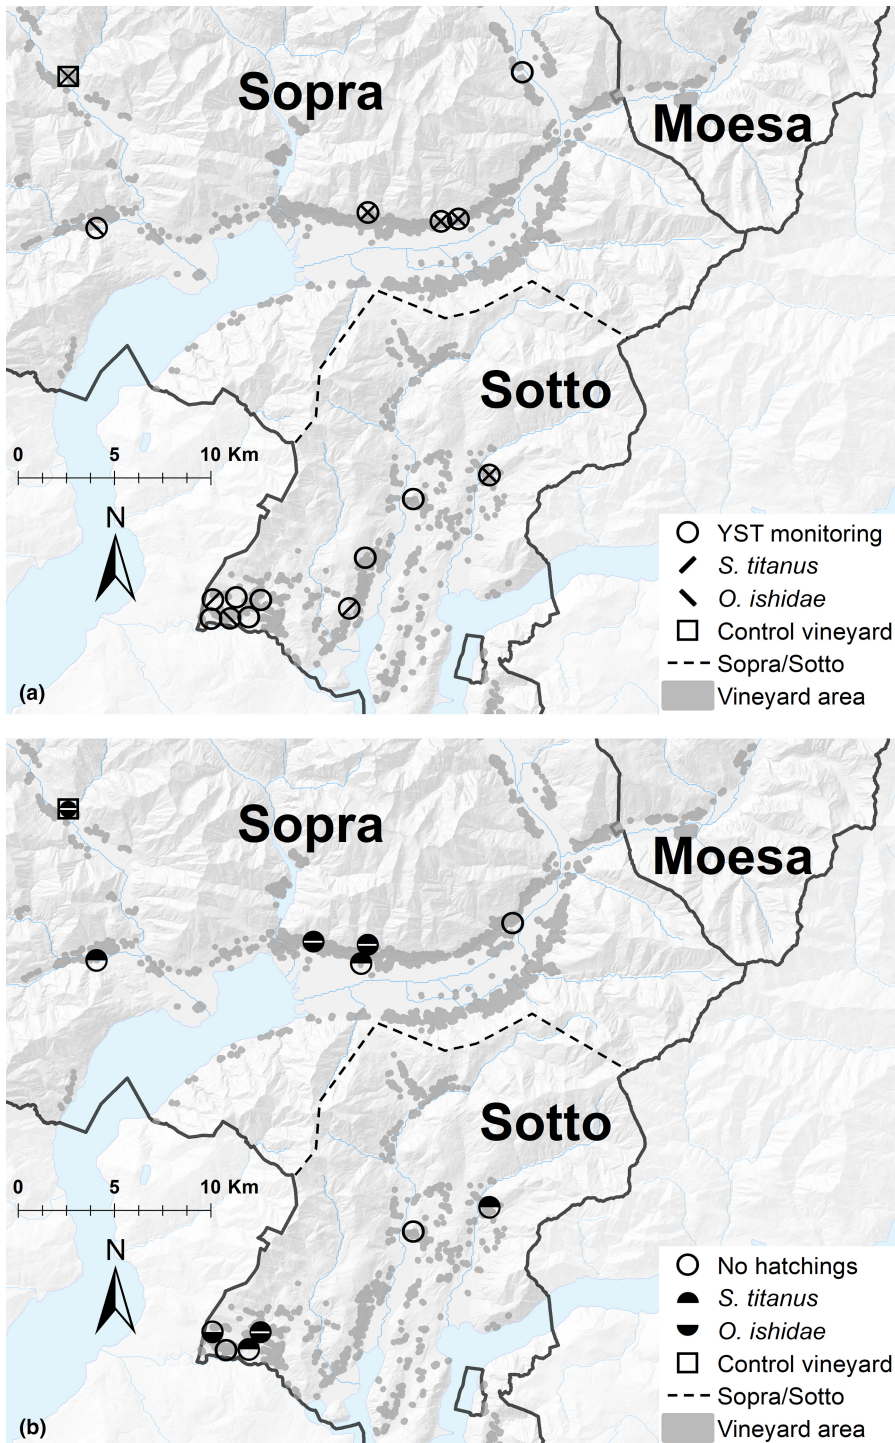 Sopra
Moesa
Sotto
0 5 10 Km
N
YST monitoring
S. titanus
O. ishidae
Control vineyard
Sopra/Sotto
Vineyard area
(a)
Sopra
Moesa
Sotto
0 5 10 Km
N
No hatchings
S. titanus
O. ishidae
Control vineyard
Sopra/Sotto
Vineyard area
(b)